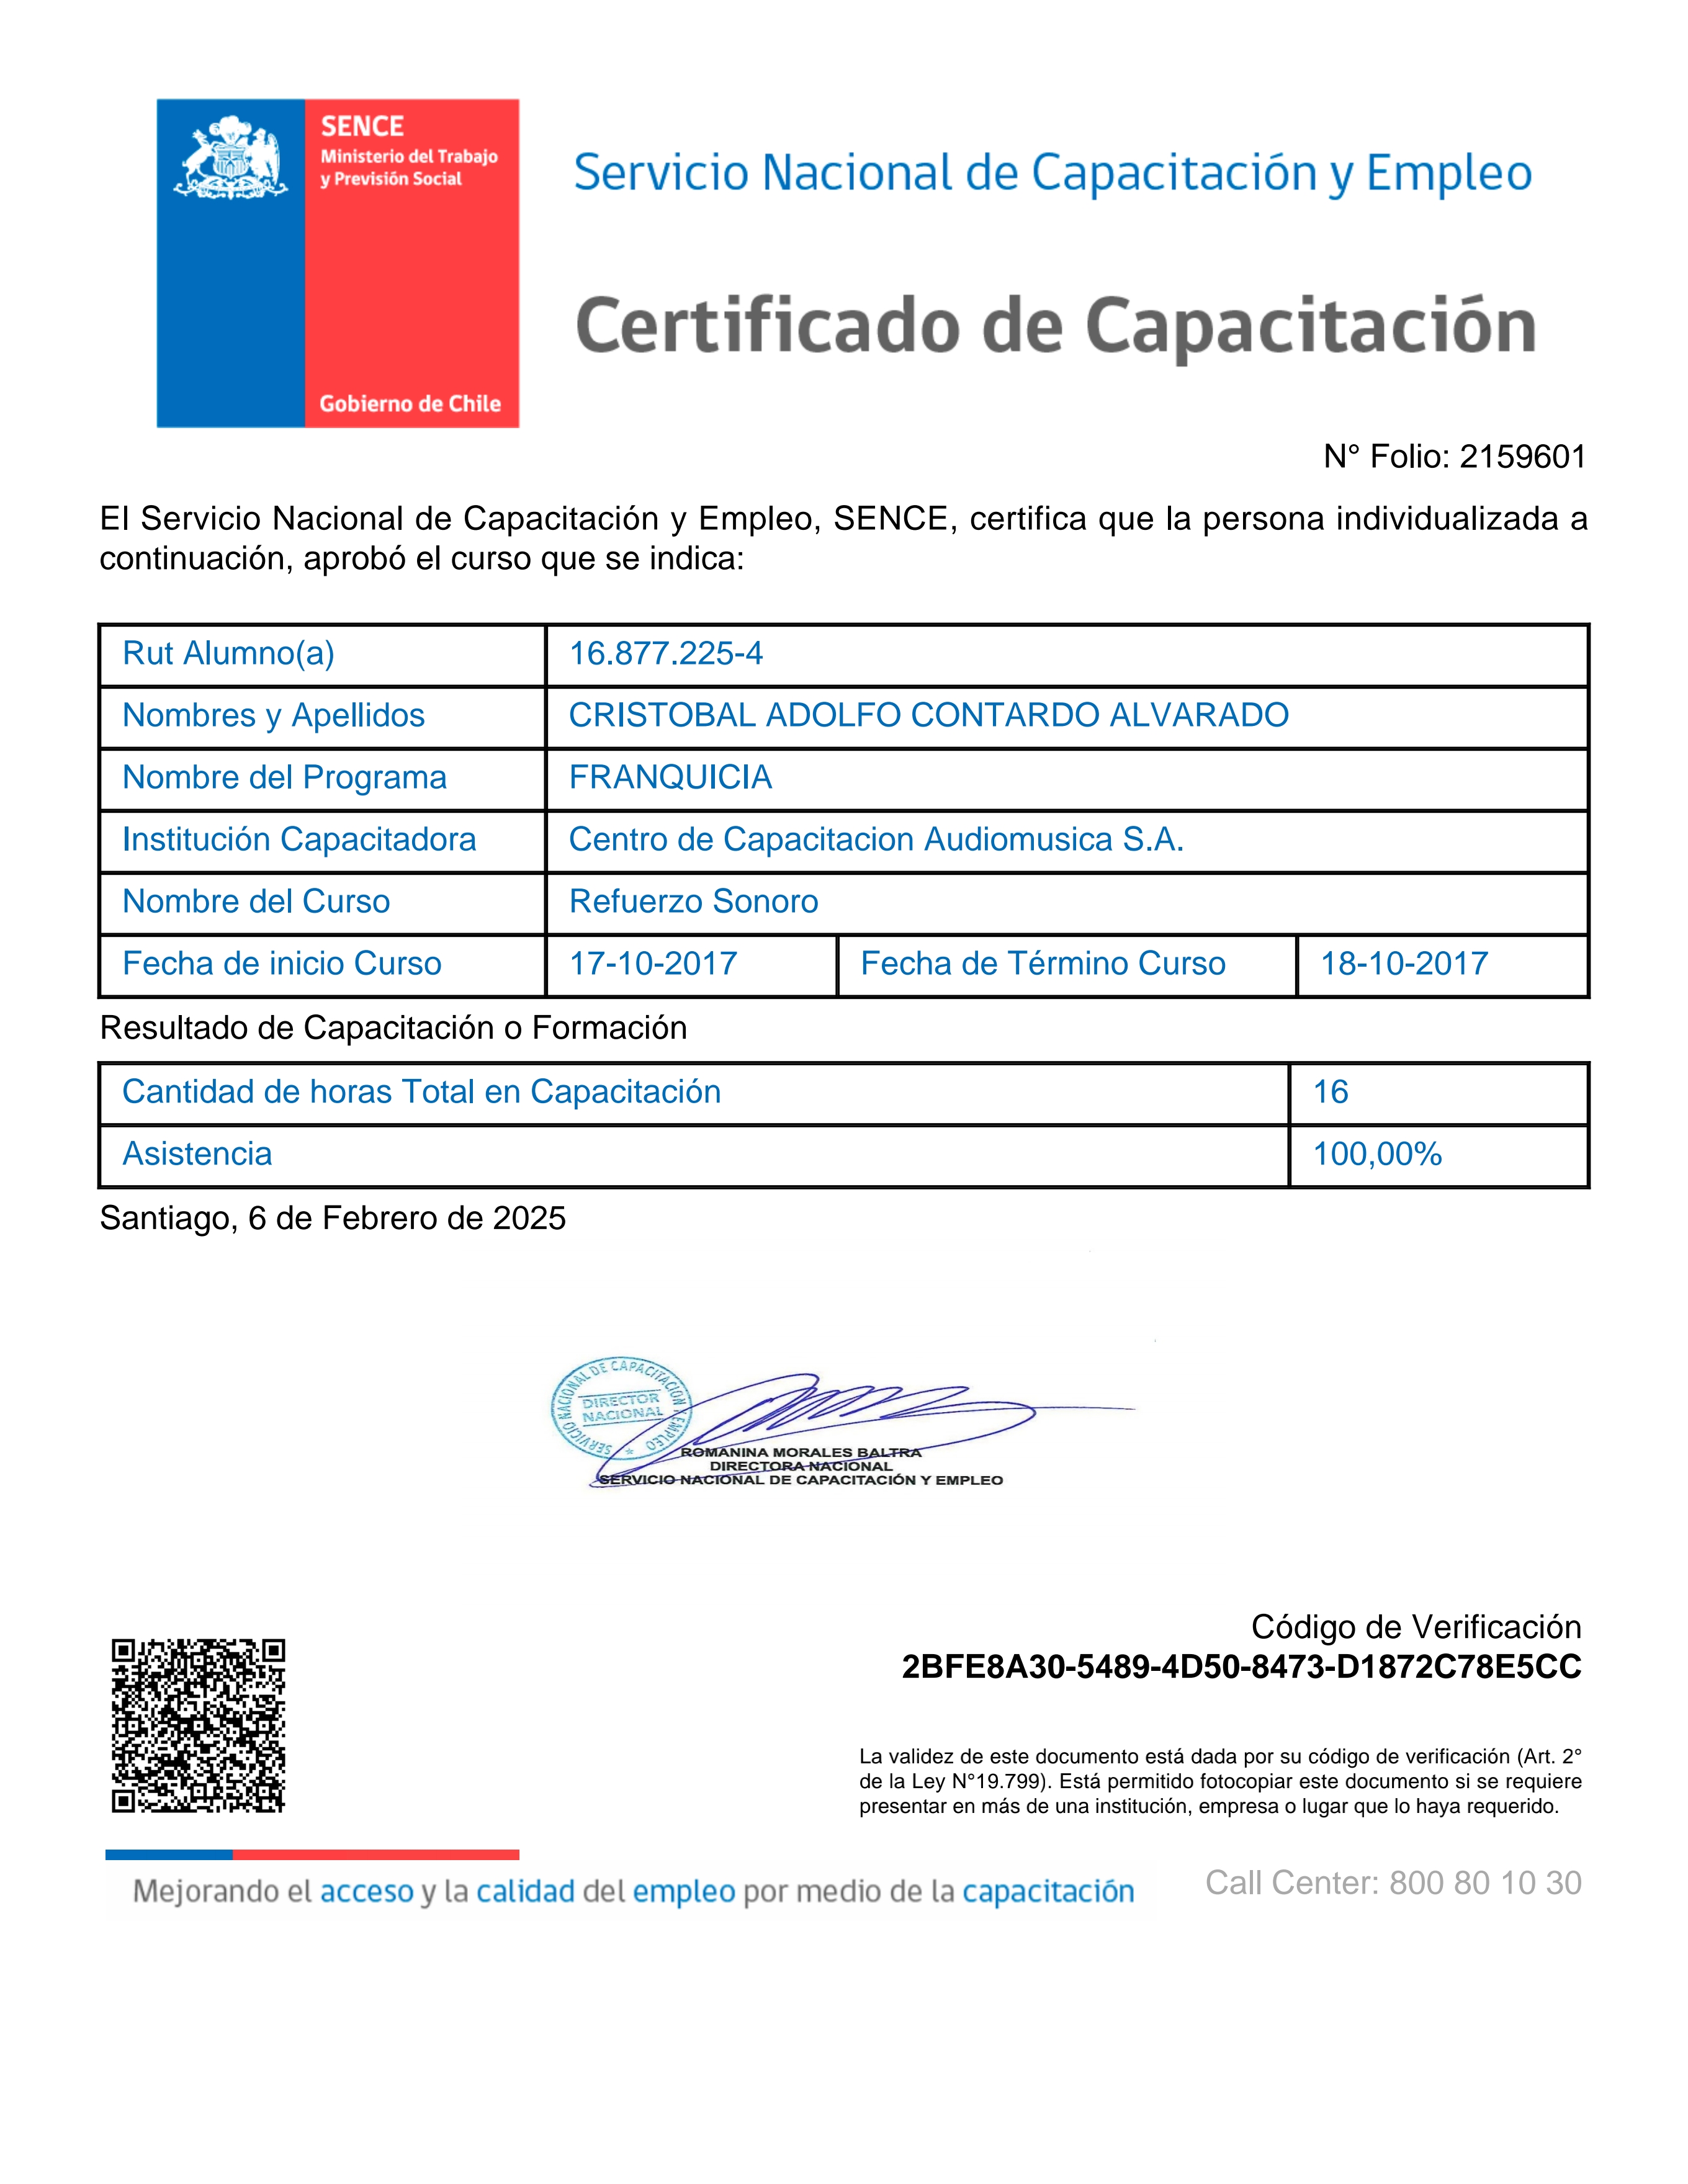 SENCE
Ministerio del Trabajo
y Previsión Social
Gobierno de Chile
Servicio Nacional de Capacitación y Empleo
Certificado de Capacitación
N° Folio: 2159601
El Servicio Nacional de Capacitación y Empleo, SENCE, certifica que la persona individualizada a
continuación, aprobó el curso que se indica:
Rut Alumno(a) 16.877.225-4
Nombres y Apellidos CRISTOBAL ADOLFO CONTARDO ALVARADO
Nombre del Programa FRANQUICIA
Institución Capacitadora Centro de Capacitacion Audiomusica S.A.
Nombre del Curso Refuerzo Sonoro
Fecha de inicio Curso 17-10-2017 Fecha de Término Curso 18-10-2017
Resultado de Capacitación o Formación
Cantidad de horas Total en Capacitación 16
Asistencia 100,00%
Santiago, 6 de Febrero de 2025
SERVICIO NACIONAL DE CAPACITACION Y EMPLEO
DIRECTOR
NACIONAL
ROMANINA MORALES BALTRA
DIRECTORA NACIONAL
SERVICIO NACIONAL DE CAPACITACIÓN Y EMPLEO
Código de Verificación
2BFE8A30-5489-4D50-8473-D1872C78E5CC
La validez de este documento está dada por su código de verificación (Art. 2°
de la Ley N°19.799). Está permitido fotocopiar este documento si se requiere
presentar en más de una institución, empresa o lugar que lo haya requerido.
Mejorando el acceso y la calidad del empleo por medio de la capacitación
Call Center: 800 80 10 30